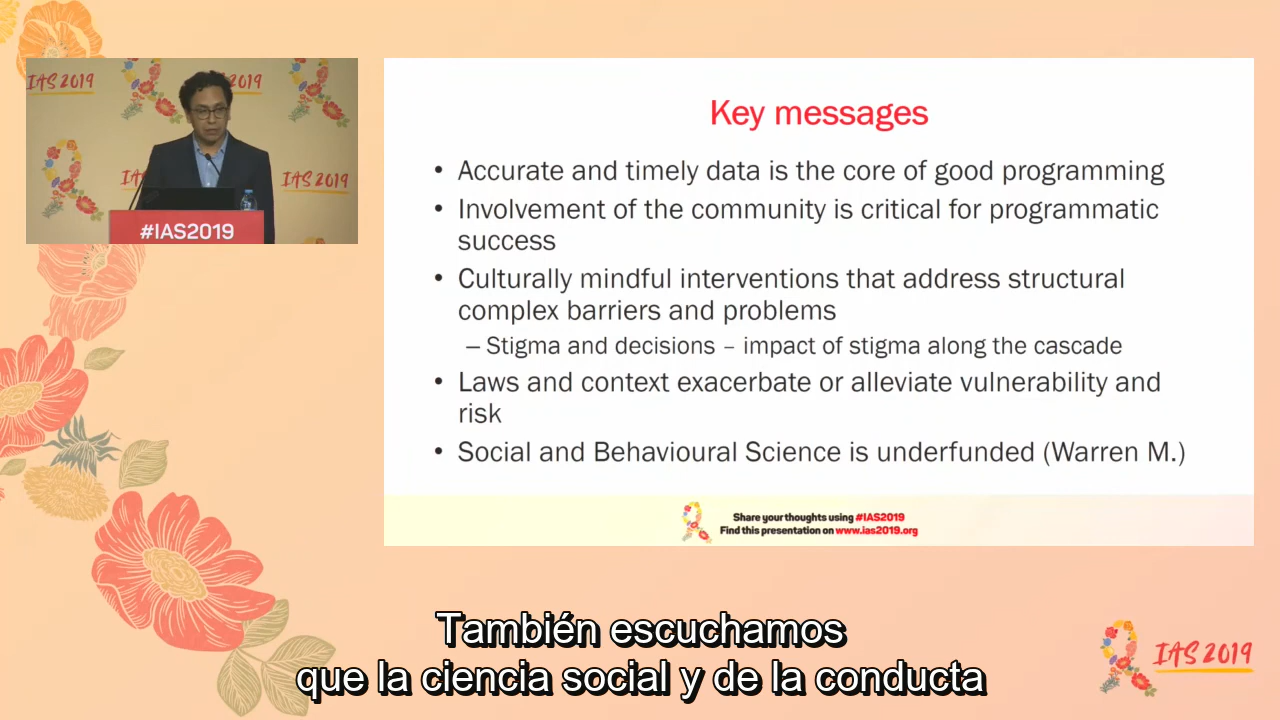 IAS 2019
2019
IAS
IAS 2019
#IAS2019
Key messages
• Accurate and timely data is the core of good programming
• Involvement of the community is critical for programmatic
success
• Culturally mindful interventions that address structural
complex barriers and problems
– Stigma and decisions – impact of stigma along the cascade
• Laws and context exacerbate or alleviate vulnerability and
risk
• Social and Behavioural Science is underfunded (Warren M.)
Share your thoughts using #IAS2019
Find this presentation on www.ias2019.org
También escuchamos
que la ciencia social y de la conducta
IAS 2019